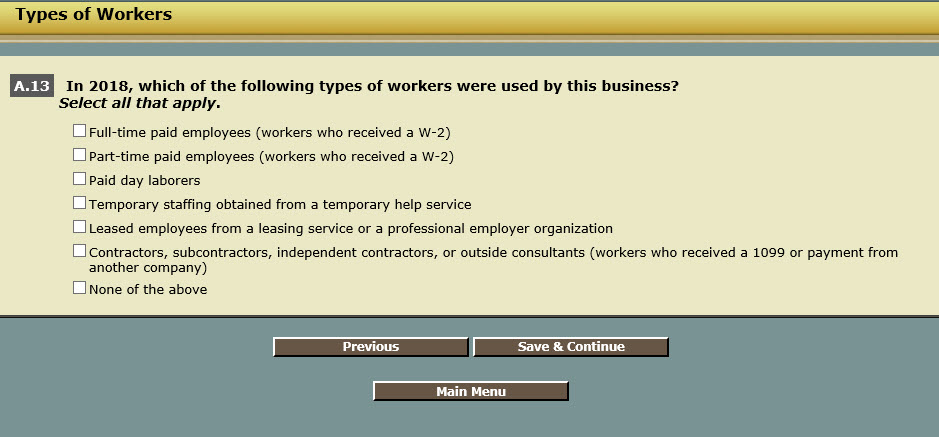 Types of Workers
A.13 In 2018, which of the following types of workers were used by this business?
Select all that apply.
Full-time paid employees (workers who received a W-2)
Part-time paid employees (workers who received a W-2)
Paid day laborers
Temporary staffing obtained from a temporary help service
Leased employees from a leasing service or a professional employer organization
Contractors, subcontractors, independent contractors, or outside consultants (workers who received a 1099 or payment from
another company)
None of the above
Previous Save & Continue
Main Menu